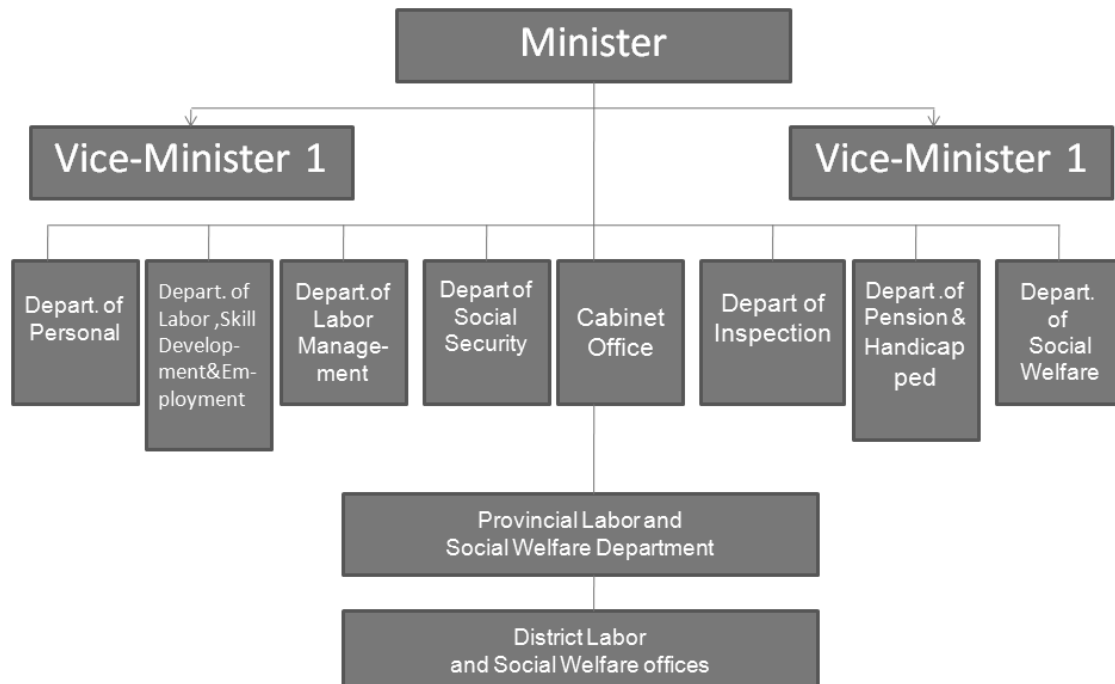 Minister
Vice-Minister 1
Vice-Minister 1
Depart. of
Personal
Depart. of
Labor ,Skill
Develop-
ment&Em-
ployment
Depart.of
Labor
Manage-
ment
Depart of
Social
Security
Cabinet
Office
Depart of
Inspection
Depart .of
Pension &
Handicap
ped
Depart.
of
Social
Welfare
Provincial Labor and
Social Welfare Department
District Labor
and Social Welfare offices